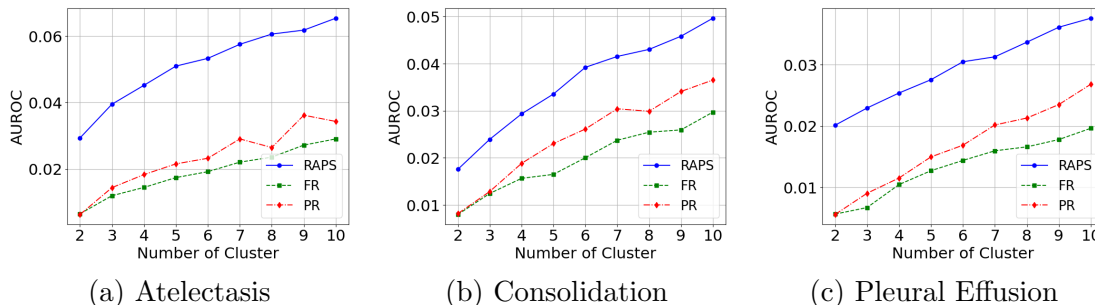 AUROC
0.06
0.04
0.02
RAPS
FR
PR
2 3 4 5 6 7 8 9 10
Number of Cluster
(a) Atelectasis
AUROC
0.05
0.04
0.03
0.02
0.01
RAPS
FR
PR
2 3 4 5 6 7 8 9 10
Number of Cluster
(b) Consolidation
AUROC
0.03
0.02
0.01
RAPS
FR
PR
2 3 4 5 6 7 8 9 10
Number of Cluster
(c) Pleural Effusion